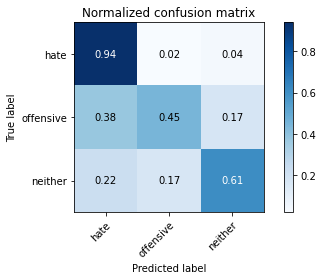 Normalized confusion matrix
True label
hate 0.94 0.02 0.04
offensive 0.38 0.45 0.17
neither 0.22 0.17 0.61
hate offensive neither
Predicted label
0.8
0.6
0.4
0.2